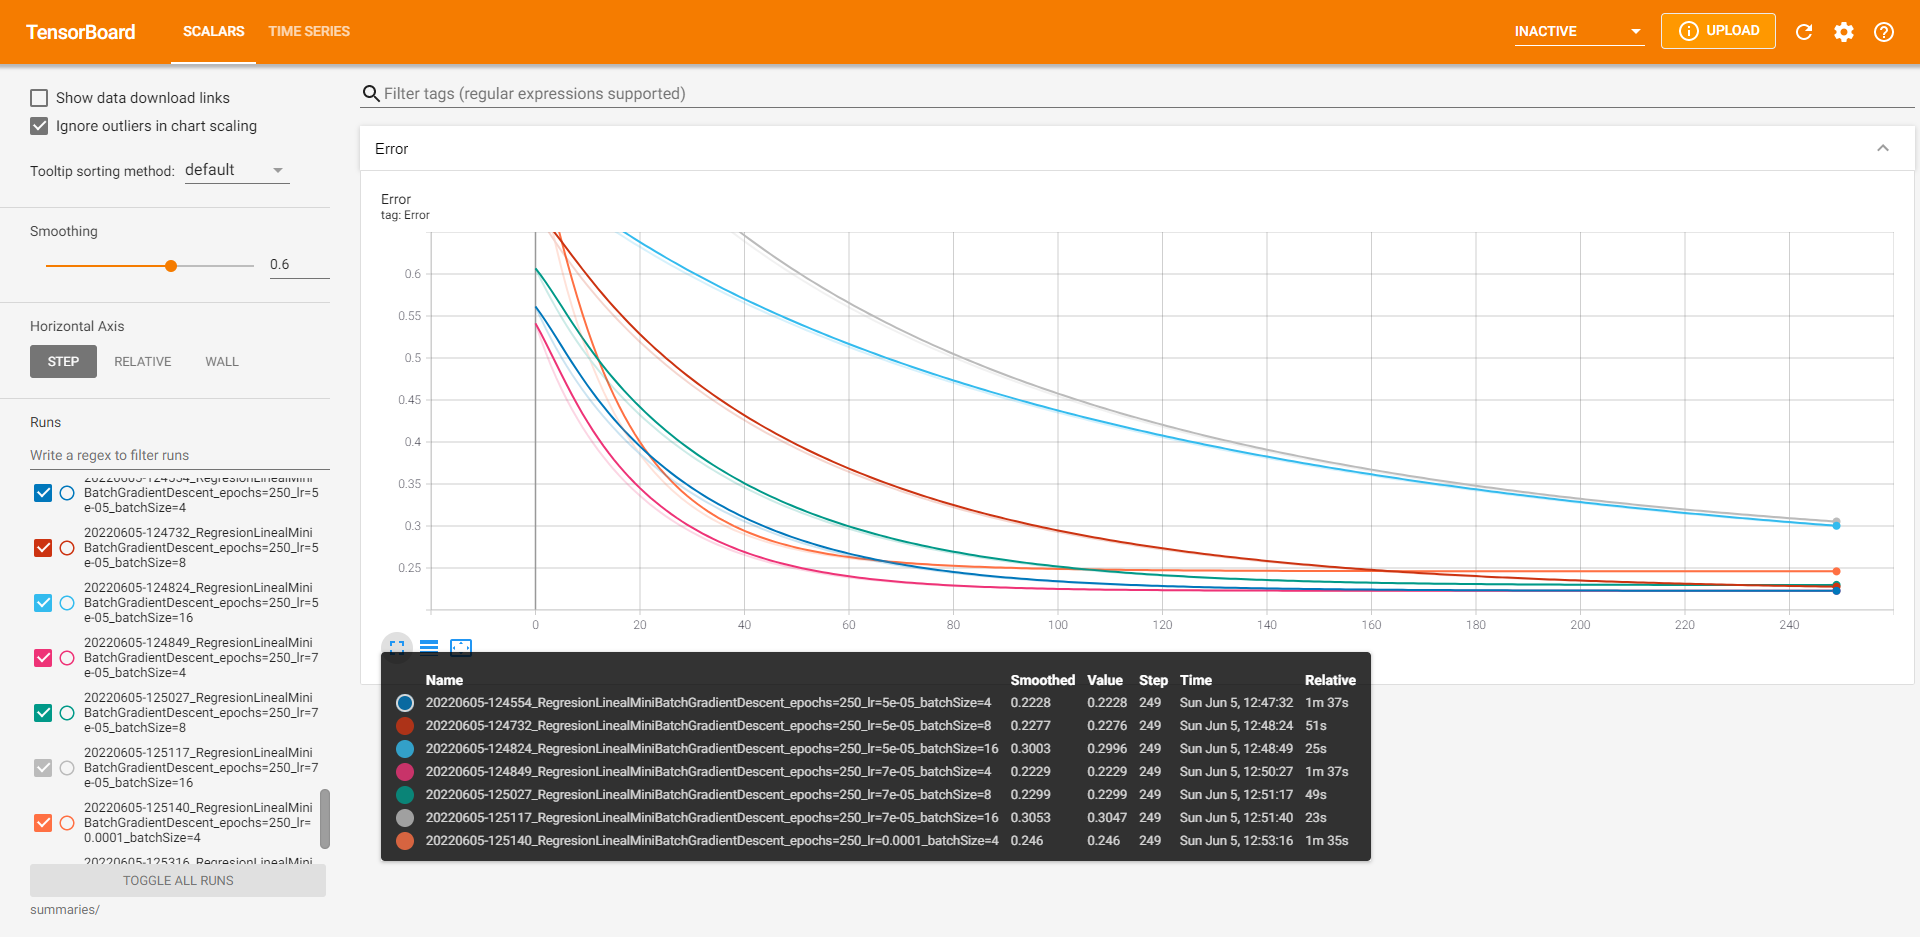 TensorBoard
SCALARS
TIME SERIES
INACTIVE
UPLOAD
Show data download links
Ignore outliers in chart scaling
Tooltip sorting method: default
Smoothing
0.6
Horizontal Axis
STEP RELATIVE WALL
Runs
Write a regex to filter runs
20220605-124554_RegresionLinealMini
BatchGradientDescent_epochs=250_lr=5
e-05_batchSize=4
20220605-124732_RegresionLinealMini
BatchGradientDescent_epochs=250_lr=5
e-05_batchSize=8
20220605-124824_RegresionLinealMini
BatchGradientDescent_epochs=250_lr=5
e-05_batchSize=16
20220605-124849_RegresionLinealMini
BatchGradientDescent_epochs=250_lr=7
e-05_batchSize=4
20220605-125027_RegresionLinealMini
BatchGradientDescent_epochs=250_lr=7
e-05_batchSize=8
20220605-125117_RegresionLinealMini
BatchGradientDescent_epochs=250_lr=7
e-05_batchSize=16
20220605-125140_RegresionLinealMini
BatchGradientDescent_epochs=250_lr=
0.0001_batchSize=4
20220605-125316_RegresionLinealMini
TOGGLE ALL RUNS
summaries/
Filter tags (regular expressions supported)
Error
Error
tag: Error
0.6
0.55
0.5
0.45
0.4
0.35
0.3
0.25
0 20 40 60 80 100 120 140 160 180 200 220 240
Name Smoothed Value Step Time Relative
20220605-124554_RegresionLinealMiniBatchGradientDescent_epochs=250_lr=5e-05_batchSize=4 0.2228 0.2228 249 Sun Jun 5, 12:47:32 1m 37s
20220605-124732_RegresionLinealMiniBatchGradientDescent_epochs=250_lr=5e-05_batchSize=8 0.2277 0.2276 249 Sun Jun 5, 12:48:24 51s
20220605-124824_RegresionLinealMiniBatchGradientDescent_epochs=250_lr=5e-05_batchSize=16 0.3003 0.2996 249 Sun Jun 5, 12:48:49 25s
20220605-124849_RegresionLinealMiniBatchGradientDescent_epochs=250_lr=7e-05_batchSize=4 0.2229 0.2229 249 Sun Jun 5, 12:50:27 1m 37s
20220605-125027_RegresionLinealMiniBatchGradientDescent_epochs=250_lr=7e-05_batchSize=8 0.2299 0.2299 249 Sun Jun 5, 12:51:17 49s
20220605-125117_RegresionLinealMiniBatchGradientDescent_epochs=250_lr=7e-05_batchSize=16 0.3053 0.3047 249 Sun Jun 5, 12:51:40 23s
20220605-125140_RegresionLinealMiniBatchGradientDescent_epochs=250_lr=0.0001_batchSize=4 0.246 0.246 249 Sun Jun 5, 12:53:16 1m 35s